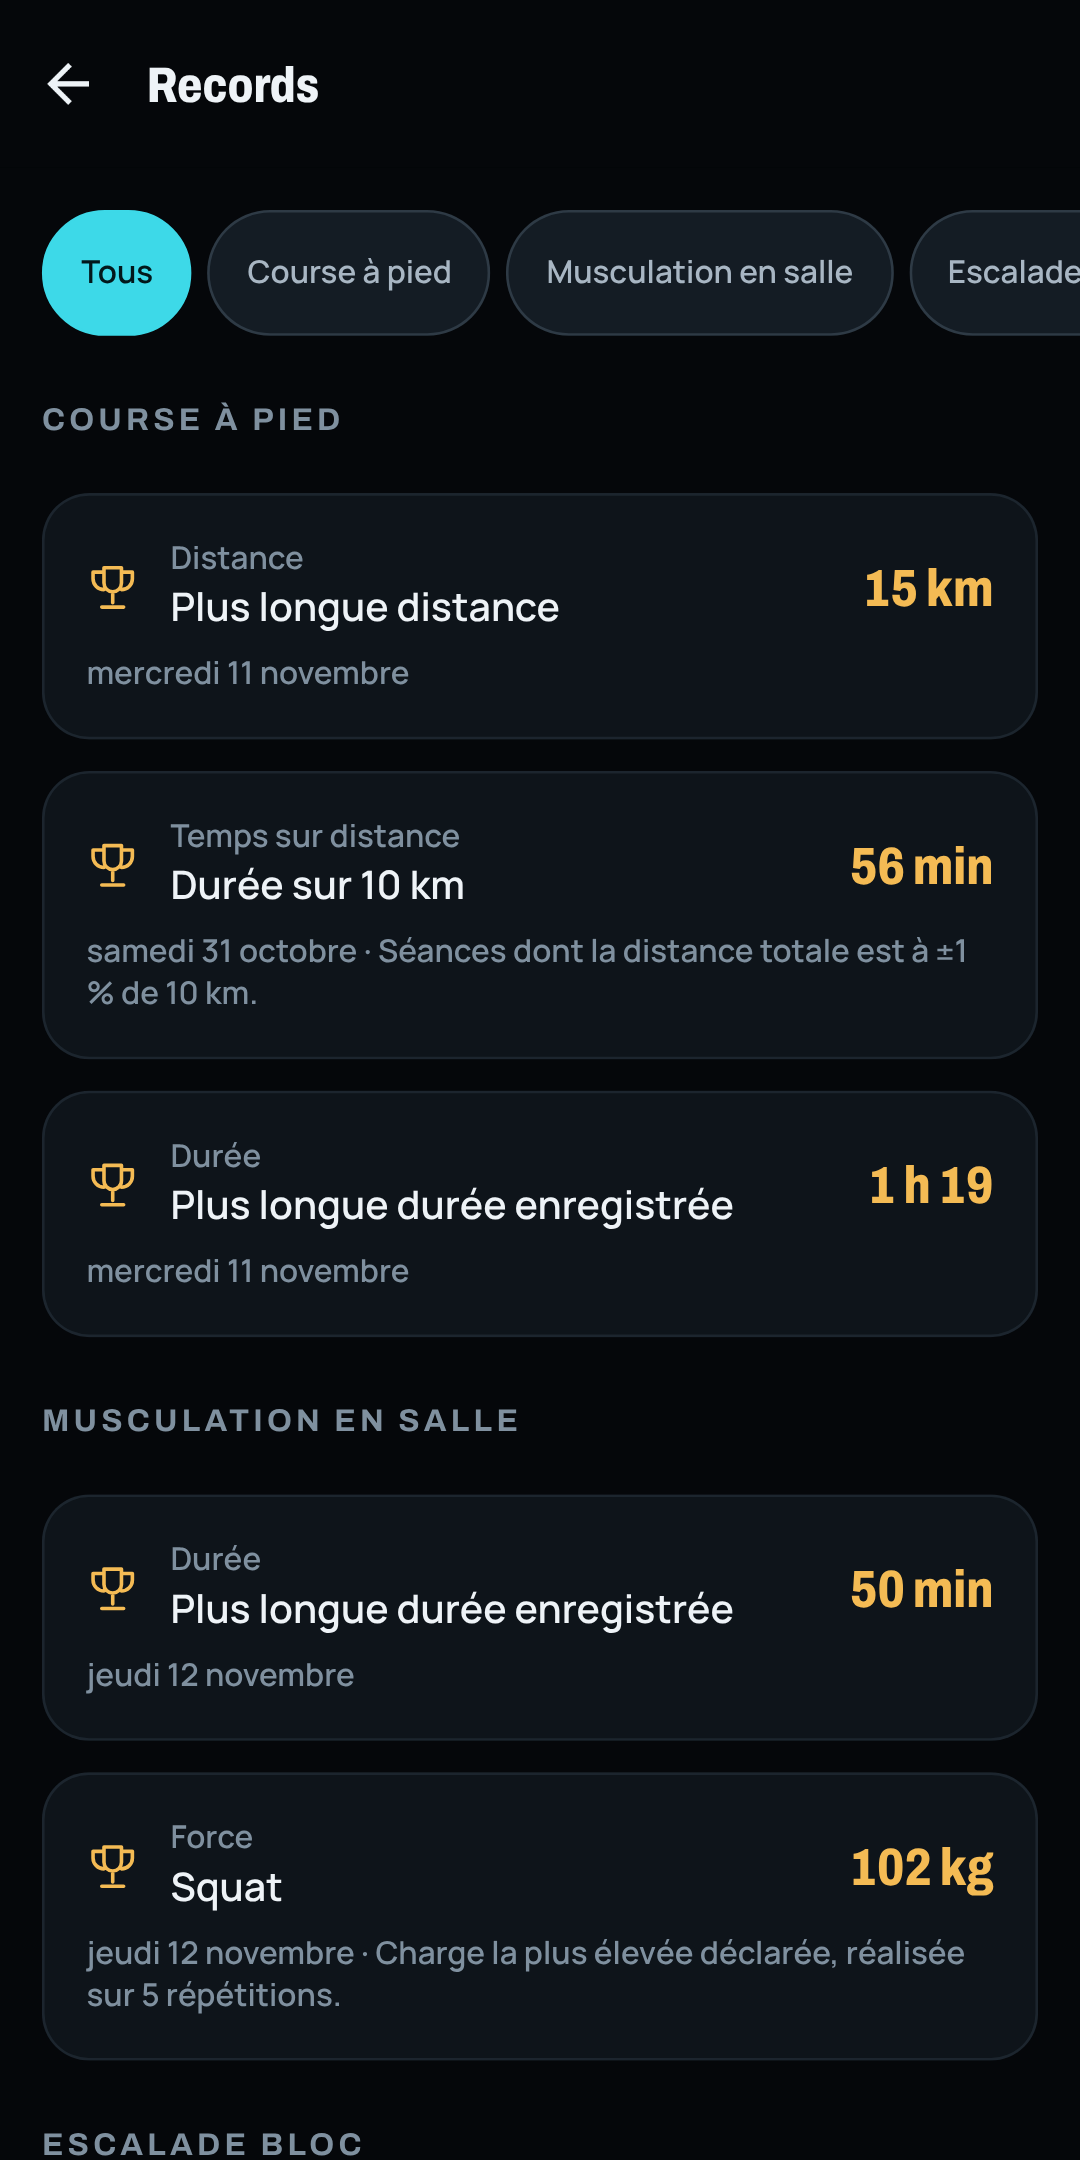 Records
Tous
Course à pied
Musculation en salle
Escalade
COURSE À PIED
Distance
Plus longue distance
15 km
mercredi 11 novembre
Temps sur distance
Durée sur 10 km
56 min
samedi 31 octobre · Séances dont la distance totale est à ±1
% de 10 km.
Durée
Plus longue durée enregistrée
1 h 19
mercredi 11 novembre
MUSCULATION EN SALLE
Durée
Plus longue durée enregistrée
50 min
jeudi 12 novembre
Force
Squat
102 kg
jeudi 12 novembre · Charge la plus élevée déclarée, réalisée
sur 5 répétitions.
ESCALADE BLOC